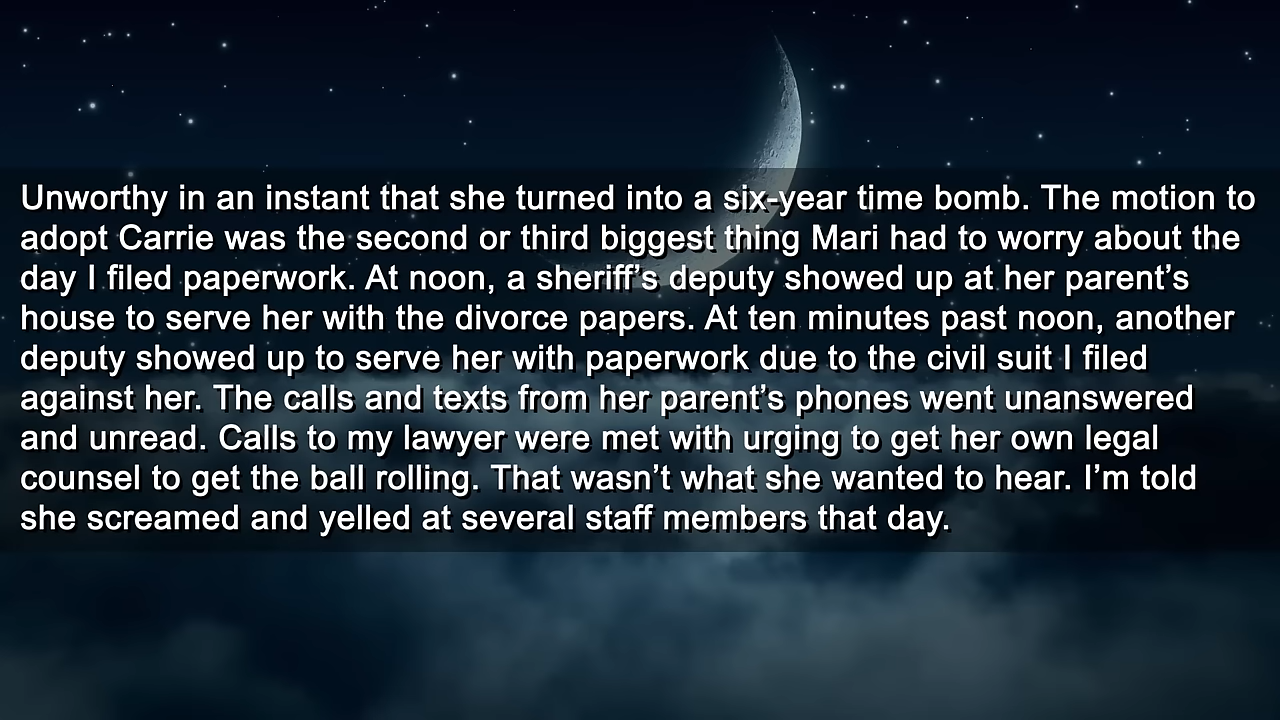 Unworthy in an instant that she turned into a six-year time bomb. The motion to
adopt Carrie was the second or third biggest thing Mari had to worry about the
day I filed paperwork. At noon, a sheriff’s deputy showed up at her parent’s
house to serve her with the divorce papers. At ten minutes past noon, another
deputy showed up to serve her with paperwork due to the civil suit I filed
against her. The calls and texts from her parent’s phones went unanswered
and unread. Calls to my lawyer were met with urging to get her own legal
counsel to get the ball rolling. That wasn’t what she wanted to hear. I’m told
she screamed and yelled at several staff members that day.